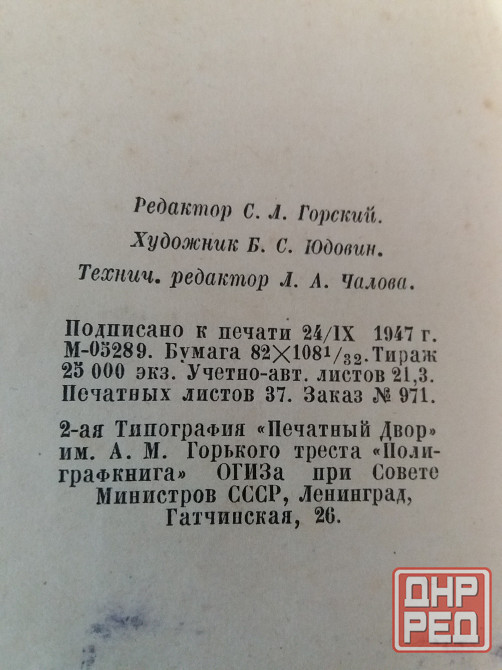 Редактор С. Л. Горский.
Художник Б. С. Юдовин.
Технич. редактор Л. А. Чалова.
Подписано к печати 24/IX 1947 г.
М-05289. Бумага 82×108¹/₃₂. Тираж
25 000 экз. Учетно-авт. листов 21,3.
Печатных листов 37. Заказ № 971.
2-ая Типография «Печатный Двор»
им. А. М. Горького треста «Поли-
графкнига» ОГИЗа при Совете
Министров СССР, Ленинград,
Гатчинская, 26.
ДНР
РЕД